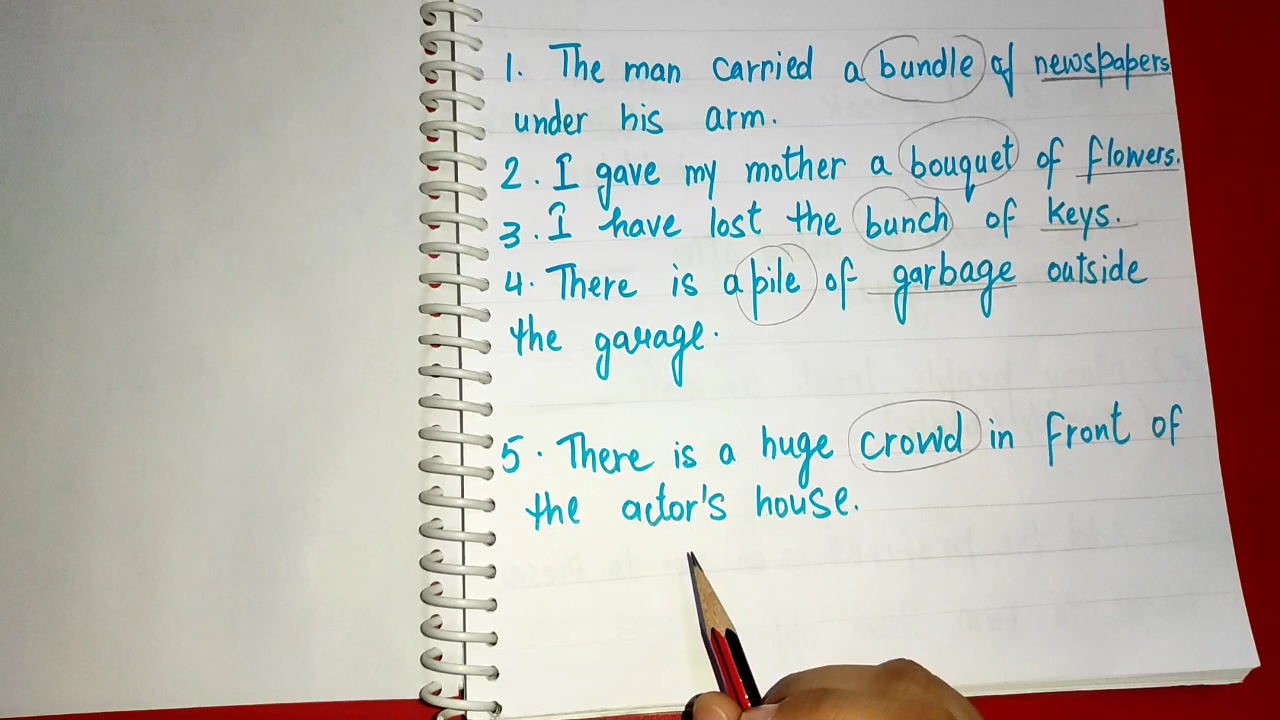 1. The man carried a bundle of newspapers
under his arm.
2. I gave my mother a bouquet of flowers.
3. I have lost the bunch of keys.
4. There is a pile of garbage outside
the garage.
5. There is a huge crowd in front of
the actor's house.